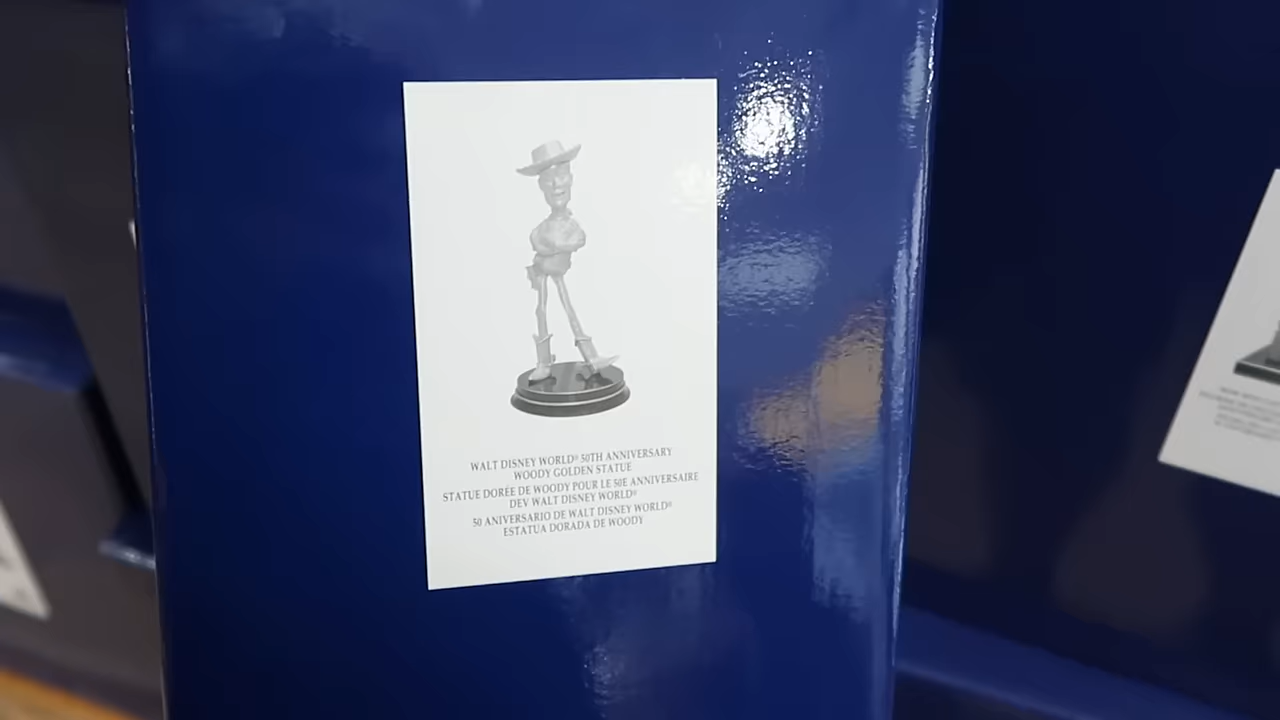 WALT DISNEY WORLD® 50TH ANNIVERSARY
WOODY GOLDEN STATUE
STATUE DORÉE DE WOODY POUR LE 50E ANNIVERSAIRE
DEV WALT DISNEY WORLD®
50 ANIVERSARIO DE WALT DISNEY WORLD®
ESTATUA DORADA DE WOODY